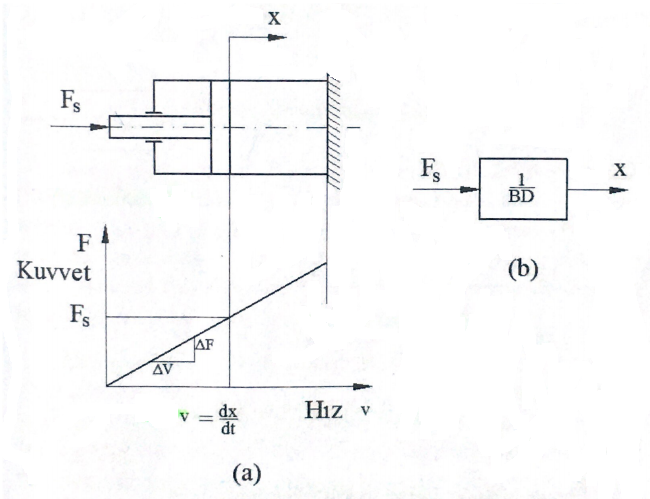 x
F_s
F
Kuvvet
F_s
ΔF
ΔV
v = dx/dt
Hız v
(a)
F_s
1/BD
x
(b)